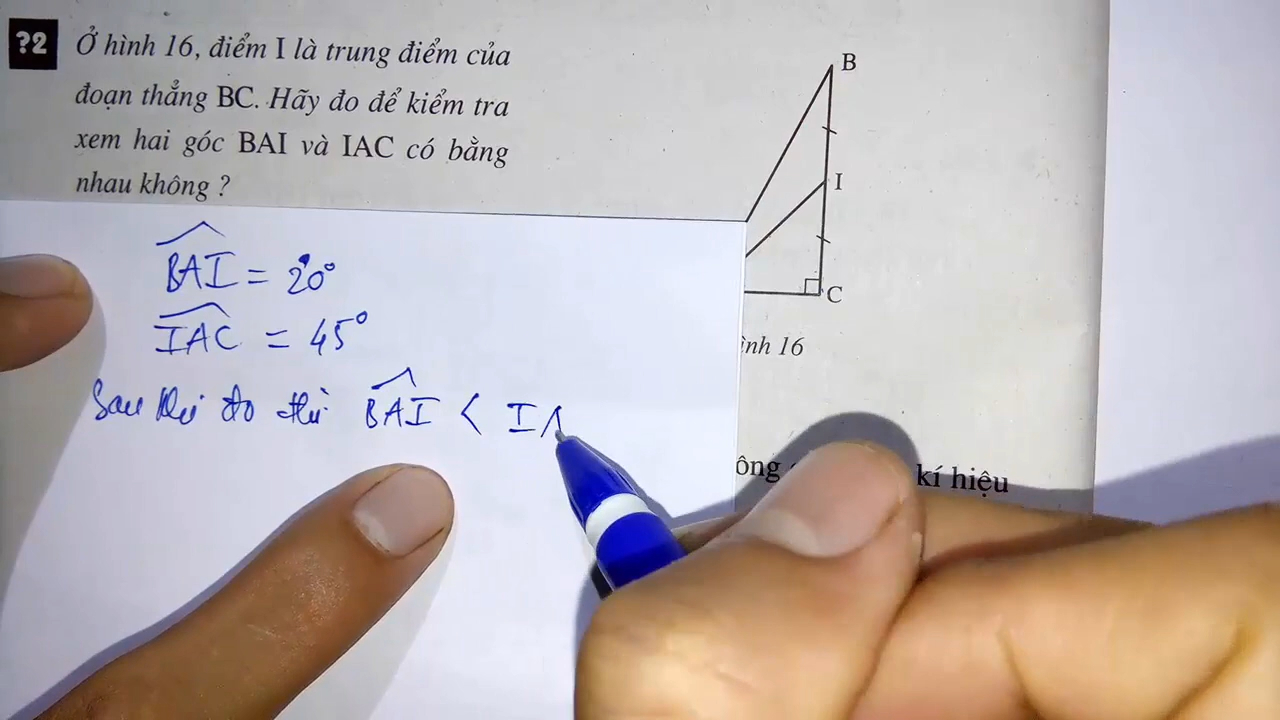 ?2 Ở hình 16, điểm I là trung điểm của
đoạn thẳng BC. Hãy đo để kiểm tra
xem hai góc BAI và IAC có bằng
nhau không ?
B
I
C
ình 16
BAI = 20°
IAC = 45°
Sau khi đo thì BAI < IA
ông
kí hiệu